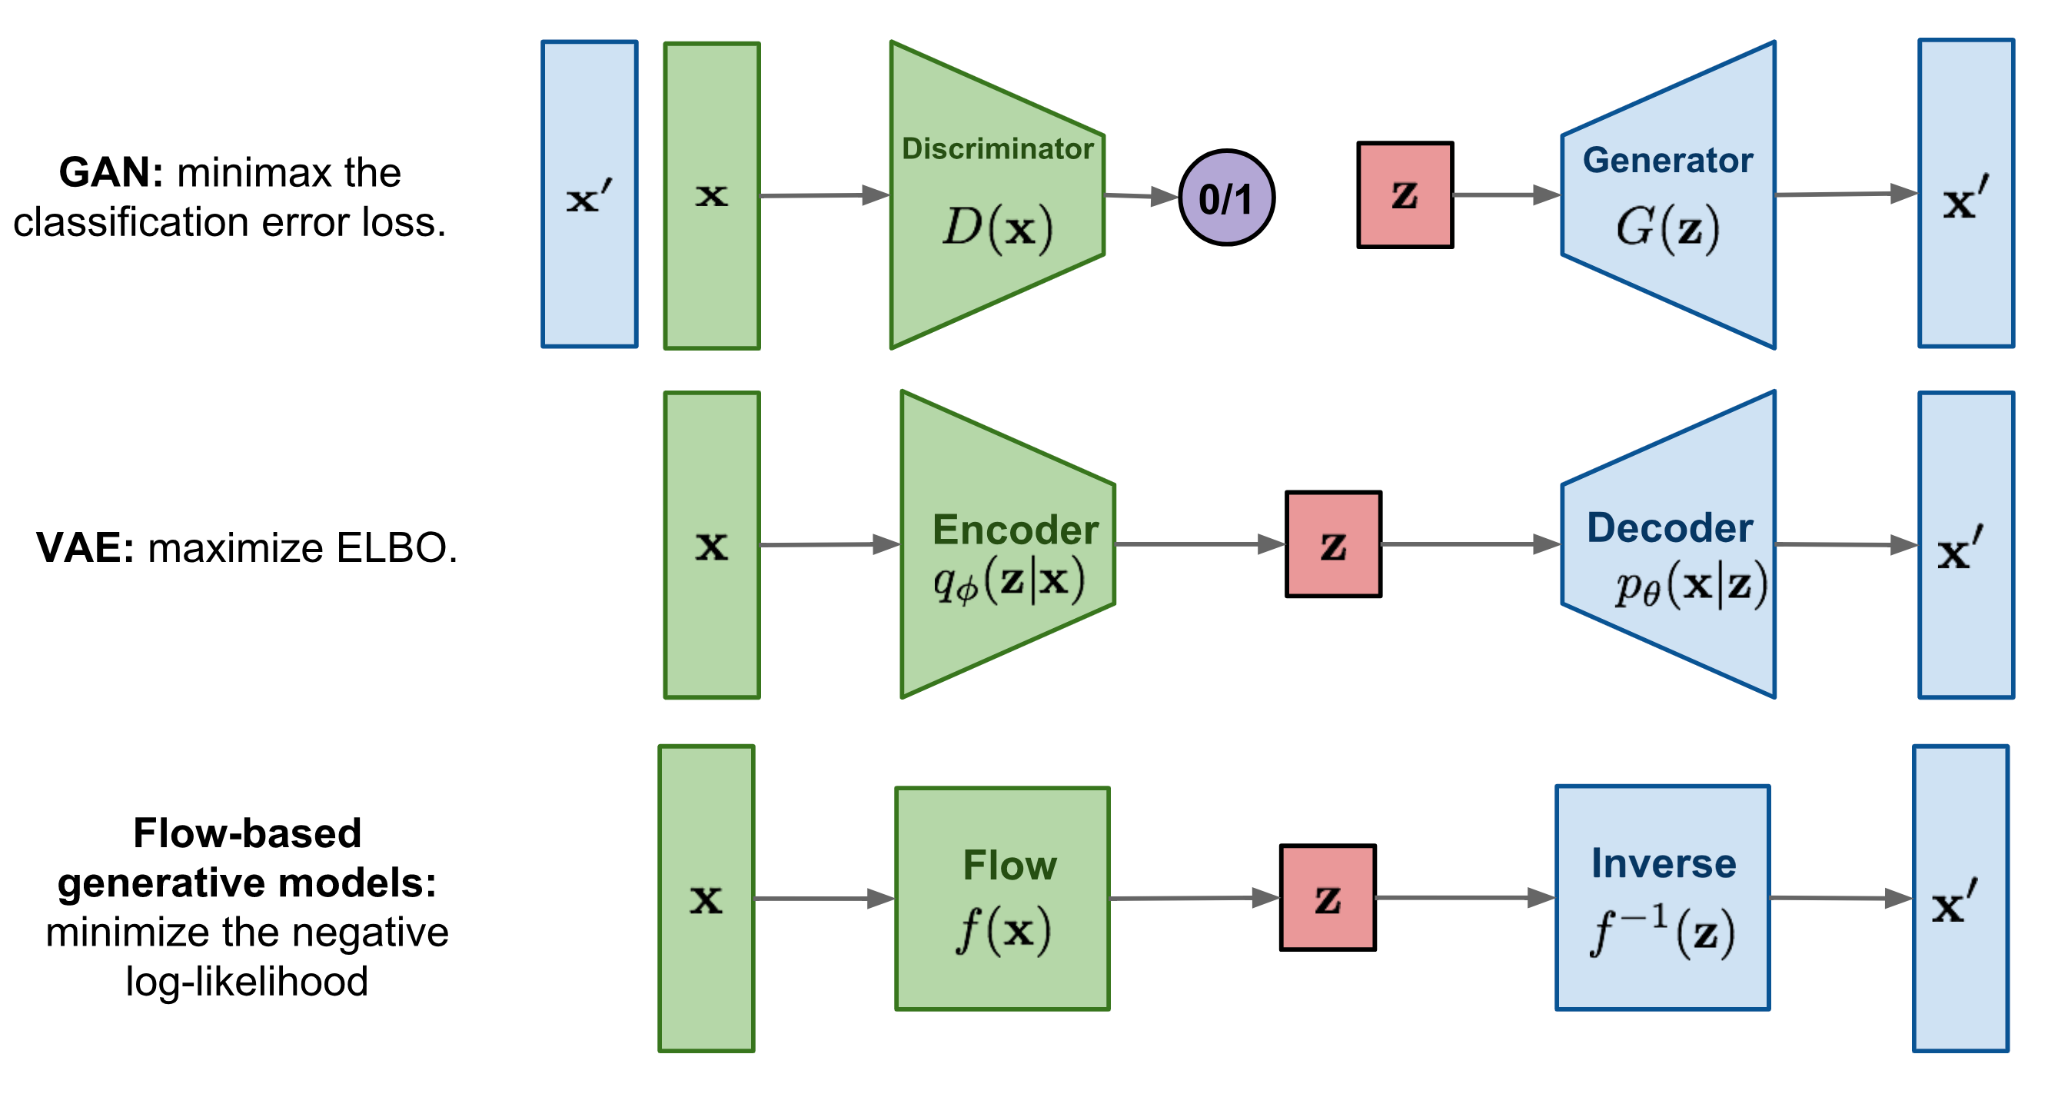 GAN: minimax the
classification error loss.
x′
x
Discriminator
D(x)
0/1
z
Generator
G(z)
x′
VAE: maximize ELBO.
x
Encoder
qϕ(z|x)
z
Decoder
pθ(x|z)
x′
Flow-based
generative models:
minimize the negative
log-likelihood
x
Flow
f(x)
z
Inverse
f⁻¹(z)
x′